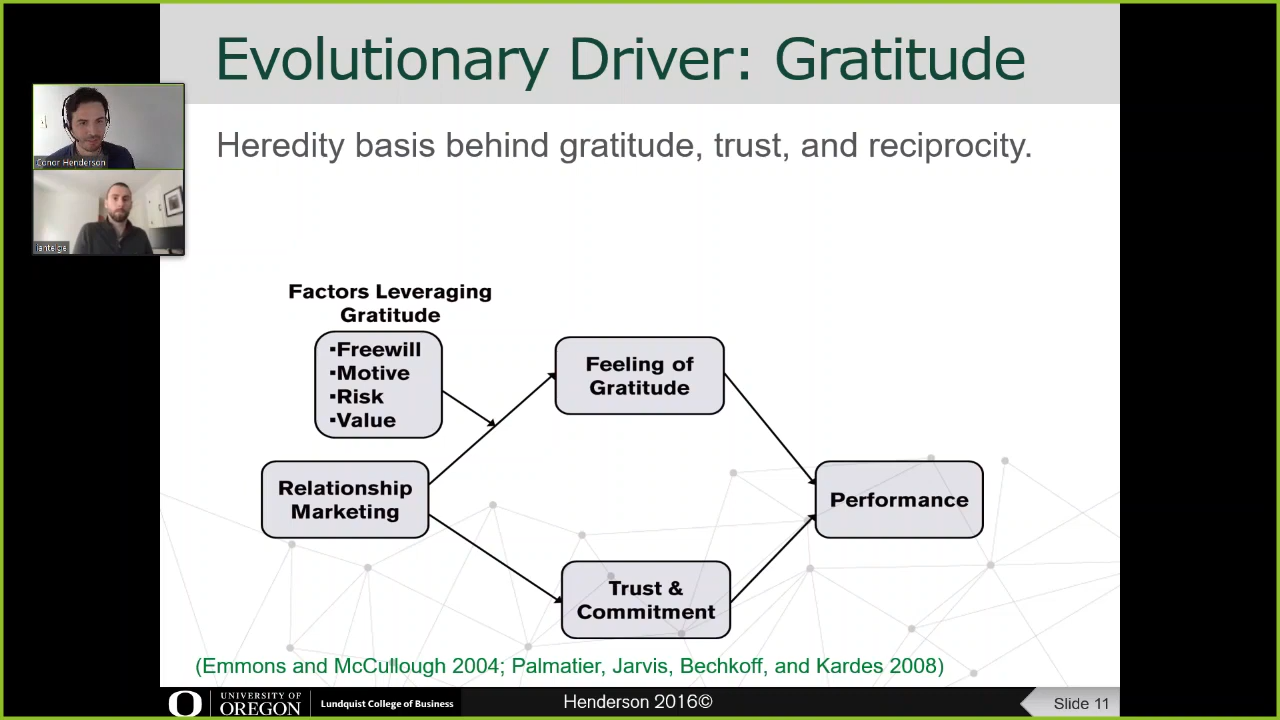 Evolutionary Driver: Gratitude
Conor Henderson
Heredity basis behind gratitude, trust, and reciprocity.
Factors Leveraging
Gratitude
▪Freewill
▪Motive
▪Risk
▪Value
Feeling of
Gratitude
Relationship
Marketing
Performance
Trust &
Commitment
(Emmons and McCullough 2004; Palmatier, Jarvis, Bechkoff, and Kardes 2008)
UNIVERSITY OF
OREGON
Lundquist College of Business
Henderson 2016©
Slide 11